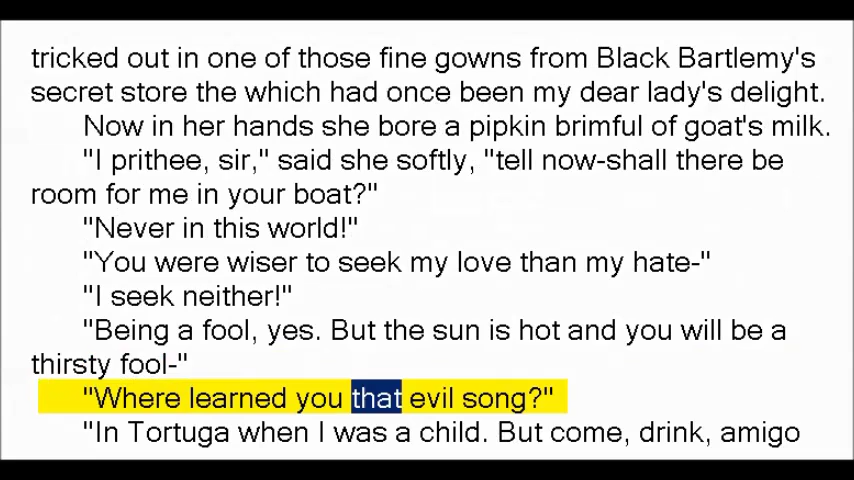 tricked out in one of those fine gowns from Black Bartlemy's
secret store the which had once been my dear lady's delight.
Now in her hands she bore a pipkin brimful of goat's milk.
"I prithee, sir," said she softly, "tell now-shall there be
room for me in your boat?"
"Never in this world!"
"You were wiser to seek my love than my hate-"
"I seek neither!"
"Being a fool, yes. But the sun is hot and you will be a
thirsty fool-"
"Where learned you that evil song?"
"In Tortuga when I was a child. But come, drink, amigo